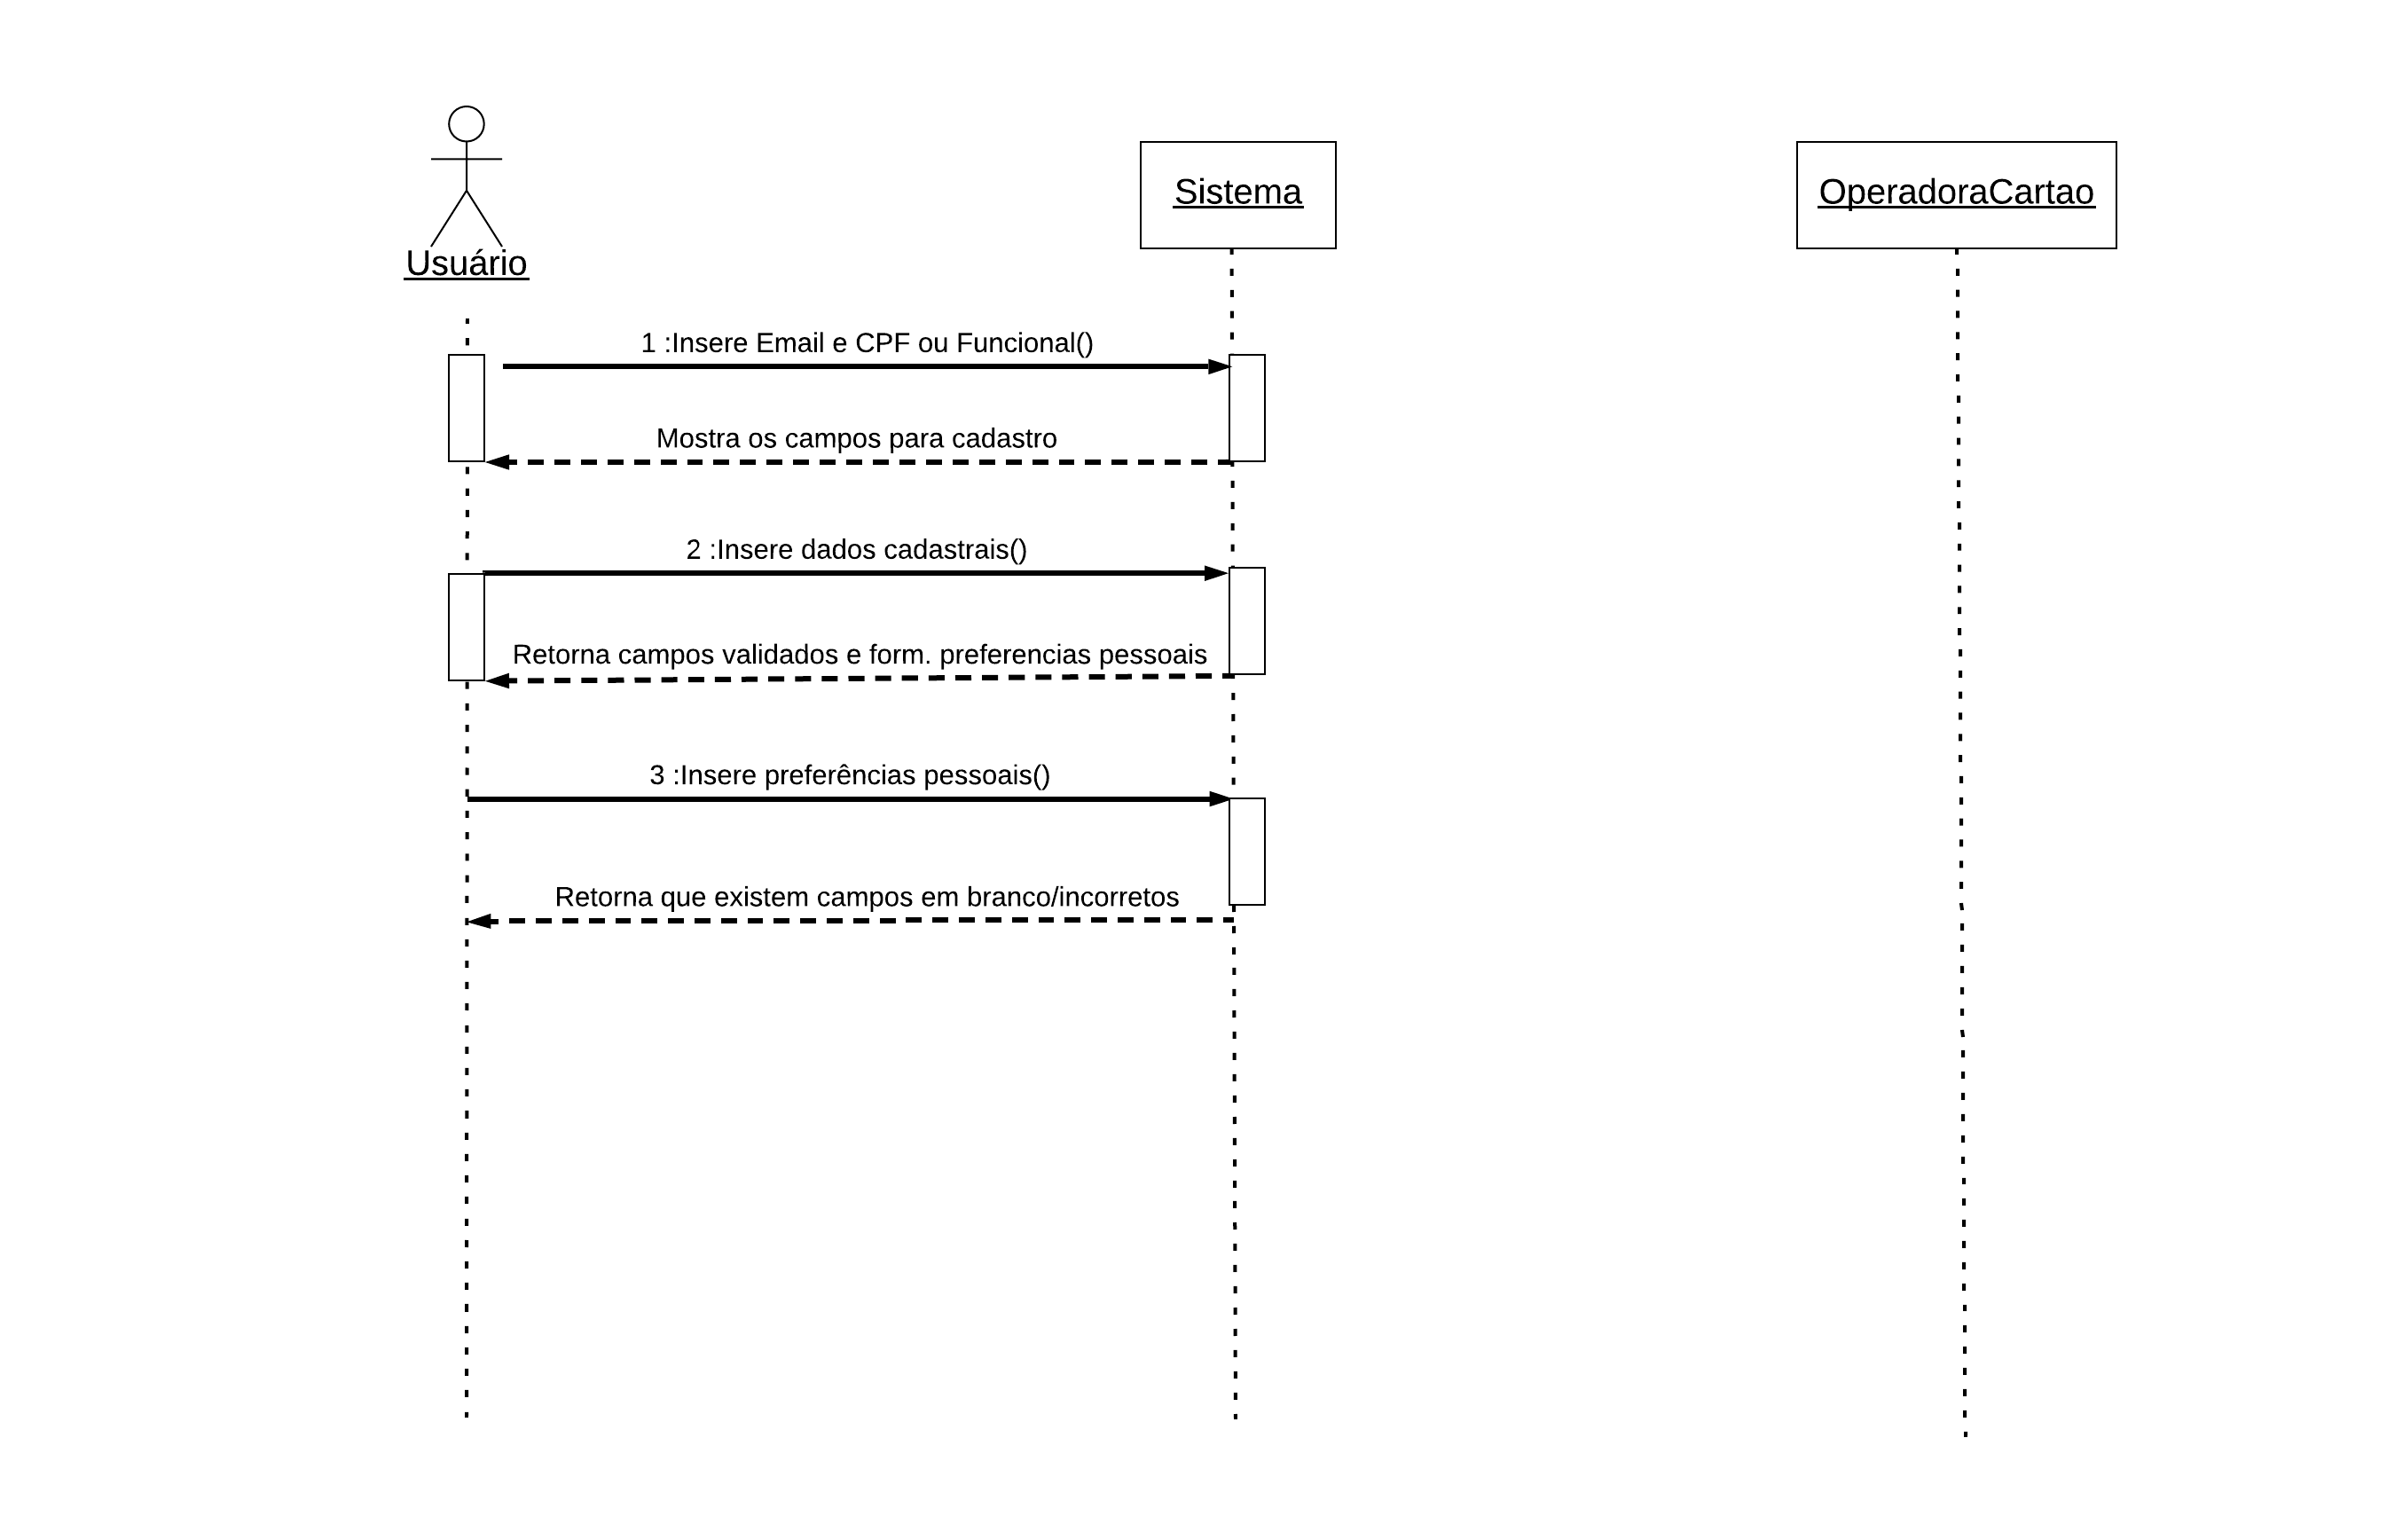 Usuário
Sistema
OperadoraCartao
1 :Insere Email e CPF ou Funcional()
Mostra os campos para cadastro
2 :Insere dados cadastrais()
Retorna campos validados e form. preferencias pessoais
3 :Insere preferências pessoais()
Retorna que existem campos em branco/incorretos